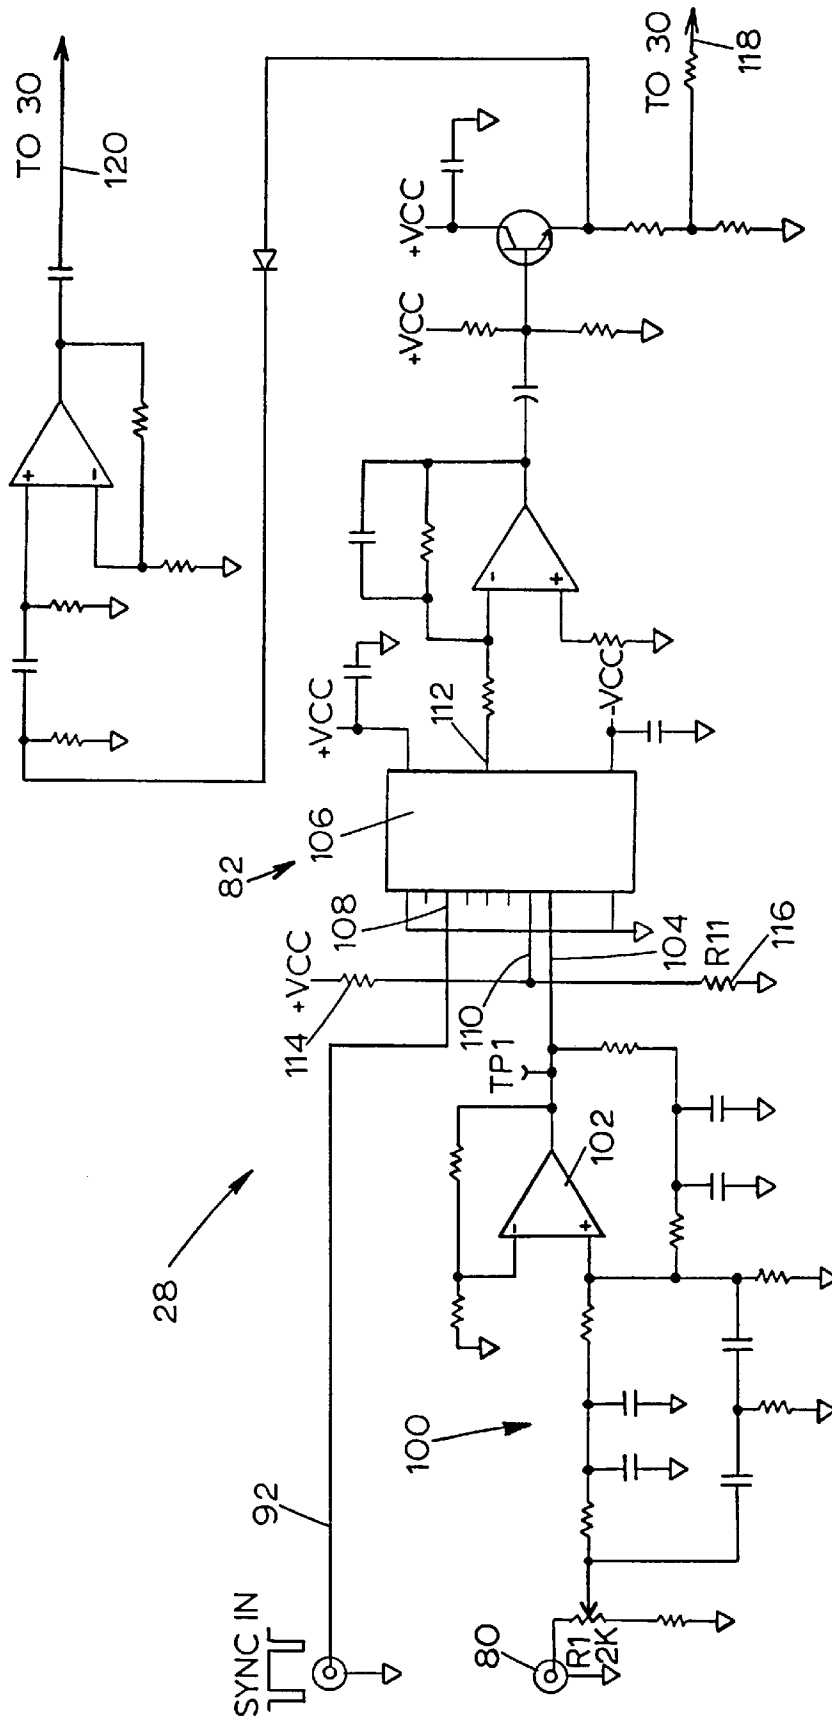 SYNC IN
92
28
80
R1
2K
100
102
TP1
+VCC
114
110
104
R11
116
108
82
106
+VCC
112
-VCC
+VCC
+VCC
TO 30
118
TO 30
120
+
-
-
+
-
+